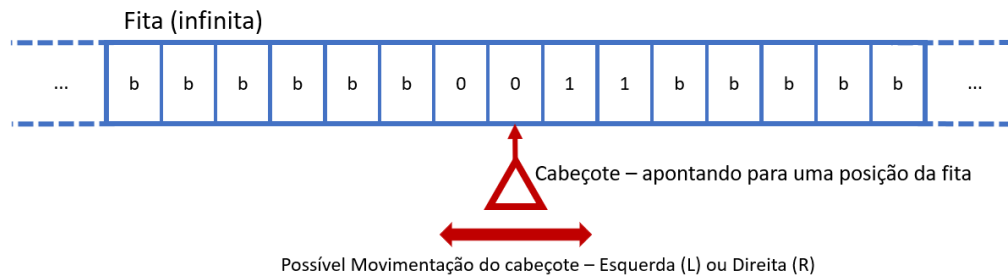 Fita (infinita)
... b b b b b b 0 0 1 1 b b b b b ...
Cabeçote – apontando para uma posição da fita
Possível Movimentação do cabeçote – Esquerda (L) ou Direita (R)